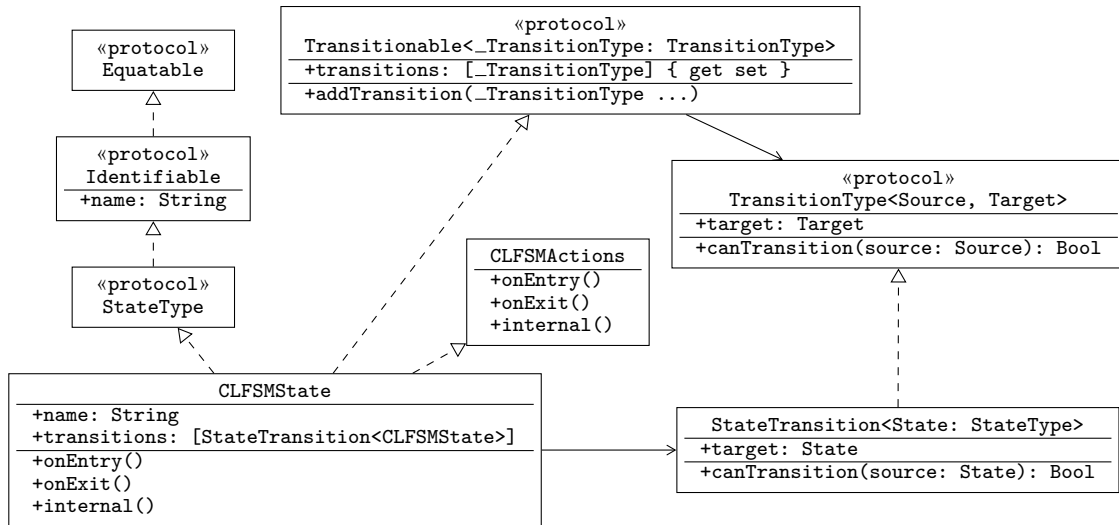 «protocol»
Equatable
«protocol»
Identifiable
+name: String
«protocol»
StateType
«protocol»
Transitionable<_TransitionType: TransitionType>
+transitions: [_TransitionType] { get set }
+addTransition(_TransitionType ...)
«protocol»
TransitionType<Source, Target>
+target: Target
+canTransition(source: Source): Bool
CLFSMActions
+onEntry()
+onExit()
+internal()
CLFSMState
+name: String
+transitions: [StateTransition<CLFSMState>]
+onEntry()
+onExit()
+internal()
StateTransition<State: StateType>
+target: State
+canTransition(source: State): Bool